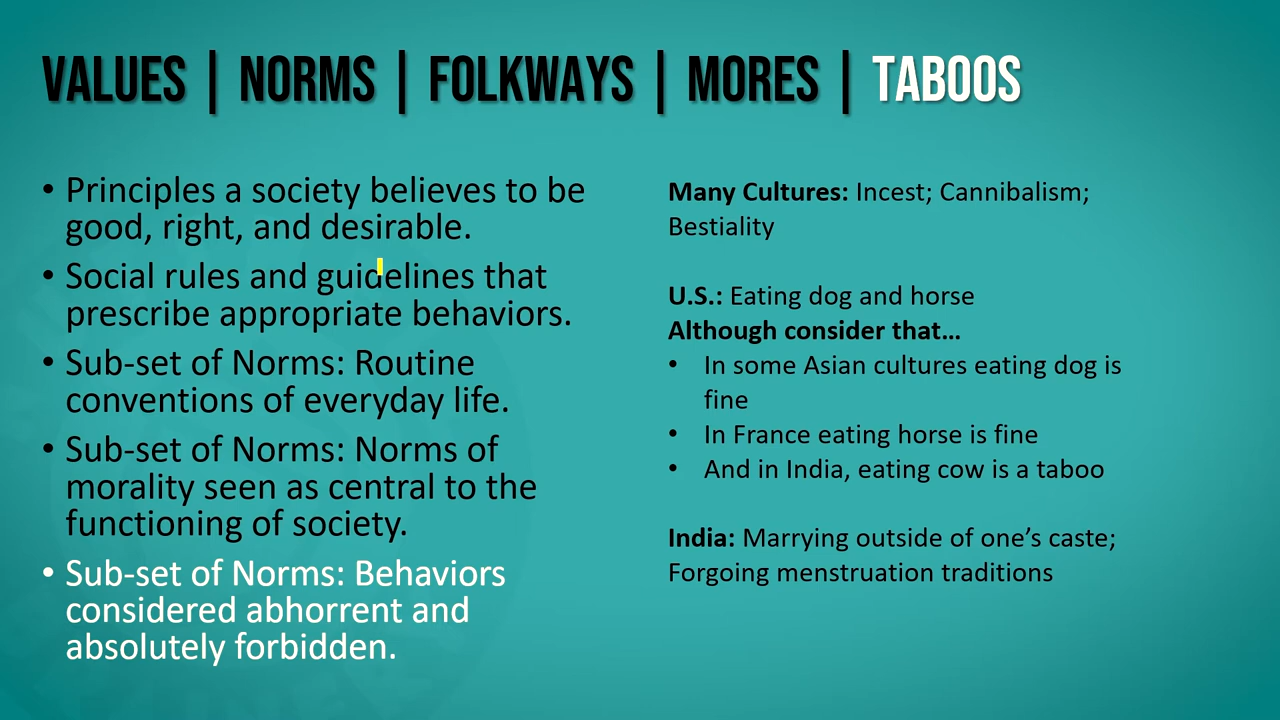 VALUES | NORMS | FOLKWAYS | MORES | TABOOS
• Principles a society believes to be
good, right, and desirable.
• Social rules and guidelines that
prescribe appropriate behaviors.
• Sub-set of Norms: Routine
conventions of everyday life.
• Sub-set of Norms: Norms of
morality seen as central to the
functioning of society.
• Sub-set of Norms: Behaviors
considered abhorrent and
absolutely forbidden.
Many Cultures: Incest; Cannibalism;
Bestiality
U.S.: Eating dog and horse
Although consider that…
• In some Asian cultures eating dog is
fine
• In France eating horse is fine
• And in India, eating cow is a taboo
India: Marrying outside of one’s caste;
Forgoing menstruation traditions